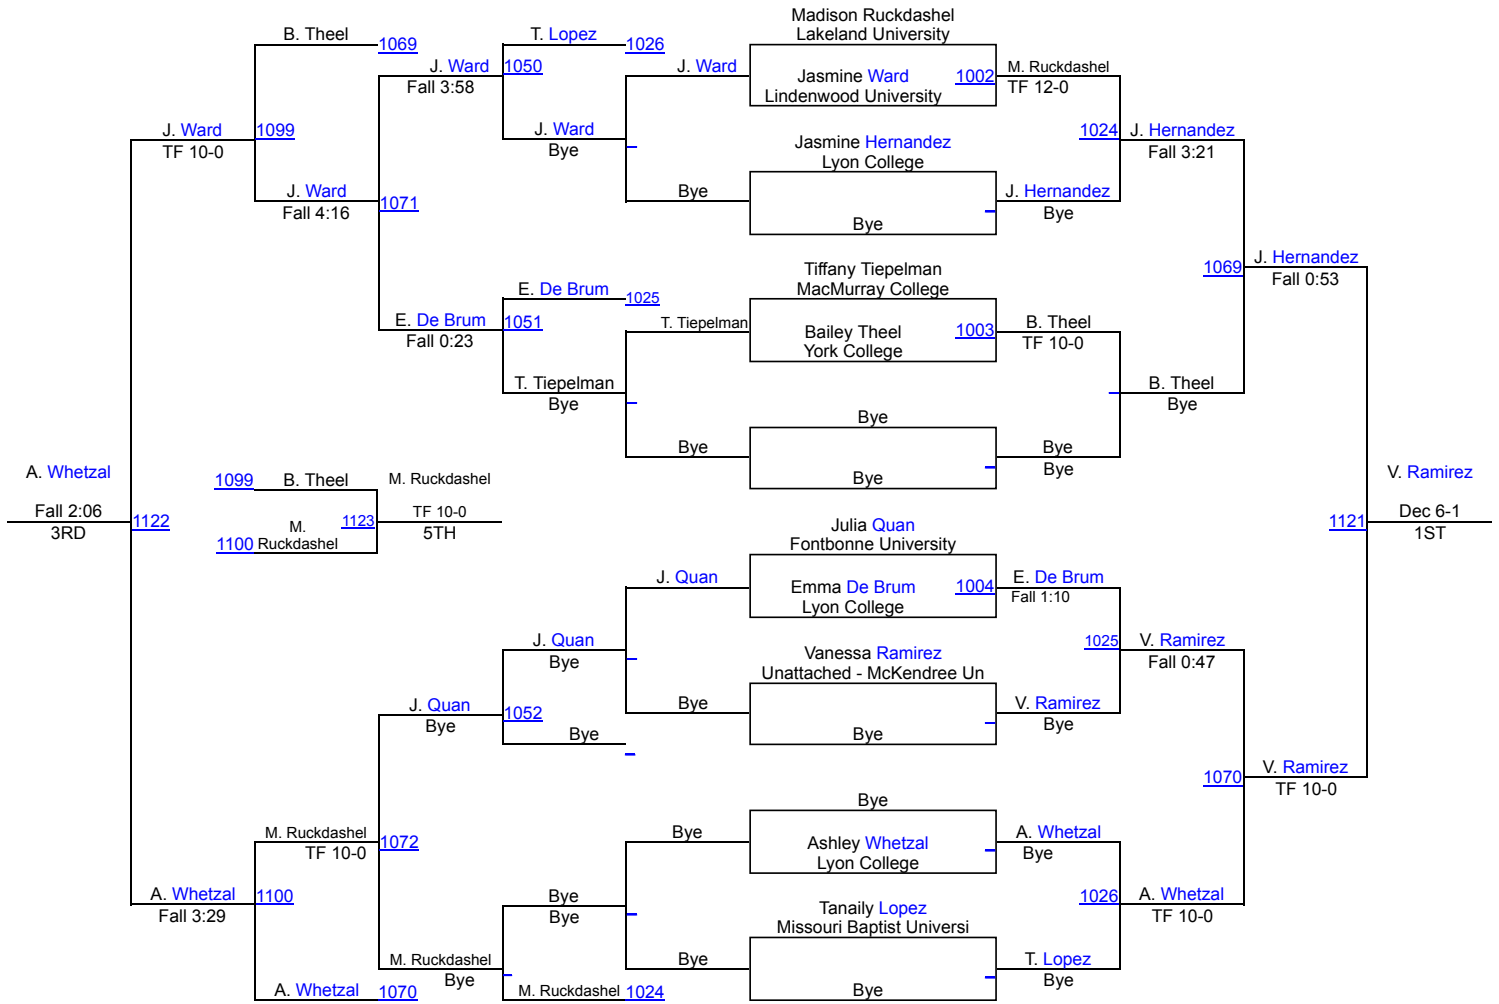 Madison Ruckdashel
Lakeland University
B. Theel
1069
T. Lopez
1026
J. Ward
Fall 3:58
1050
J. Ward
Jasmine Ward
Lindenwood University
1002
M. Ruckdashel
TF 12-0
J. Ward
TF 10-0
1099
J. Ward
Bye
Jasmine Hernandez
Lyon College
1024
J. Hernandez
Fall 3:21
J. Ward
Fall 4:16
1071
Bye
Bye
J. Hernandez
Bye
Tiffany Tiepelman
MacMurray College
1069
J. Hernandez
Fall 0:53
E. De Brum
1025
E. De Brum
Fall 0:23
1051
T. Tiepelman
Bailey Theel
York College
1003
B. Theel
TF 10-0
T. Tiepelman
Bye
B. Theel
Bye
Bye
Bye
Bye
Bye
Bye
A. Whetzal
Fall 2:06
3RD
1122
1099
B. Theel
M. Ruckdashel
1123
TF 10-0
5TH
1100
M.
Ruckdashel
V. Ramirez
1121
Dec 6-1
1ST
Julia Quan
Fontbonne University
J. Quan
Emma De Brum
Lyon College
1004
E. De Brum
Fall 1:10
J. Quan
Bye
Vanessa Ramirez
Unattached - McKendree Un
1025
V. Ramirez
Fall 0:47
J. Quan
Bye
1052
Bye
Bye
V. Ramirez
Bye
Bye
1070
V. Ramirez
TF 10-0
Bye
M. Ruckdashel
TF 10-0
1072
Bye
Ashley Whetzal
Lyon College
A. Whetzal
Bye
A. Whetzal
Fall 3:29
1100
Bye
Bye
Tanaily Lopez
Missouri Baptist Universi
1026
A. Whetzal
TF 10-0
M. Ruckdashel
Bye
Bye
T. Lopez
Bye
A. Whetzal
1070
M. Ruckdashel
1024
Bye